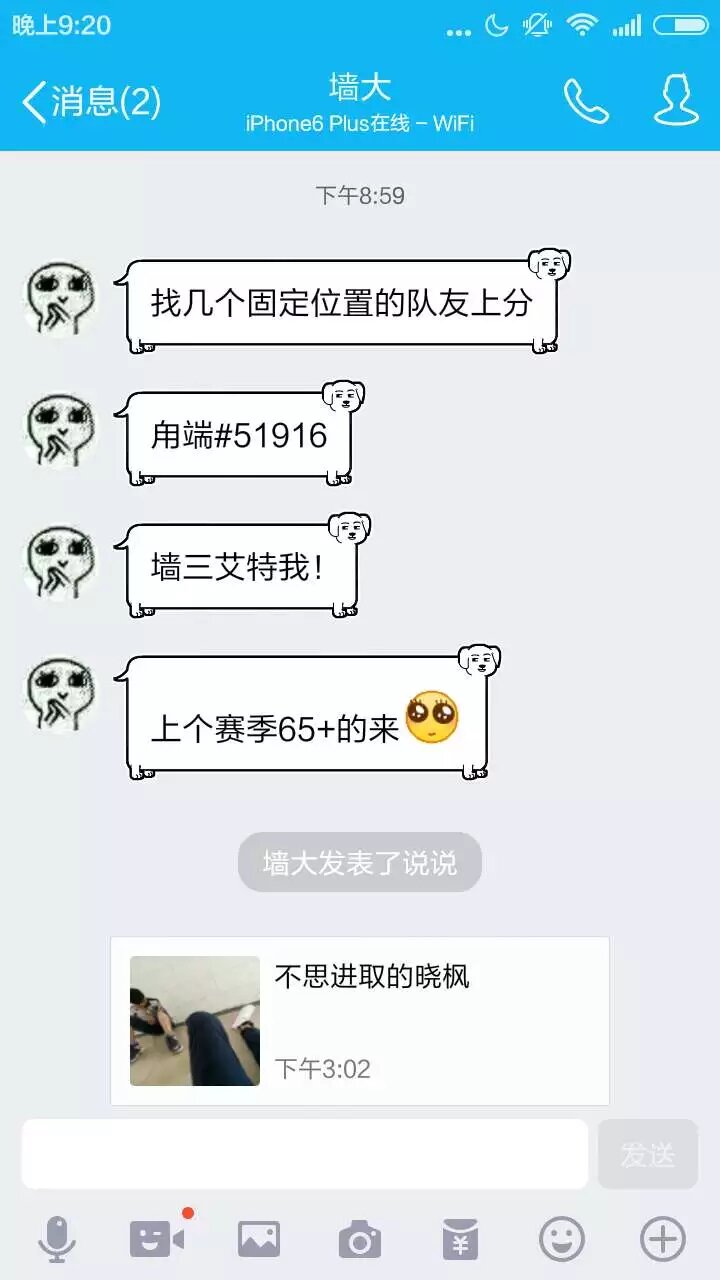 晚上9:20
消息(2)
墙大
iPhone6 Plus在线 – WiFi
下午8:59
找几个固定位置的队友上分
甪端#51916
墙三艾特我！
上个赛季65+的来
墙大发表了说说
不思进取的晓枫
下午3:02
发送